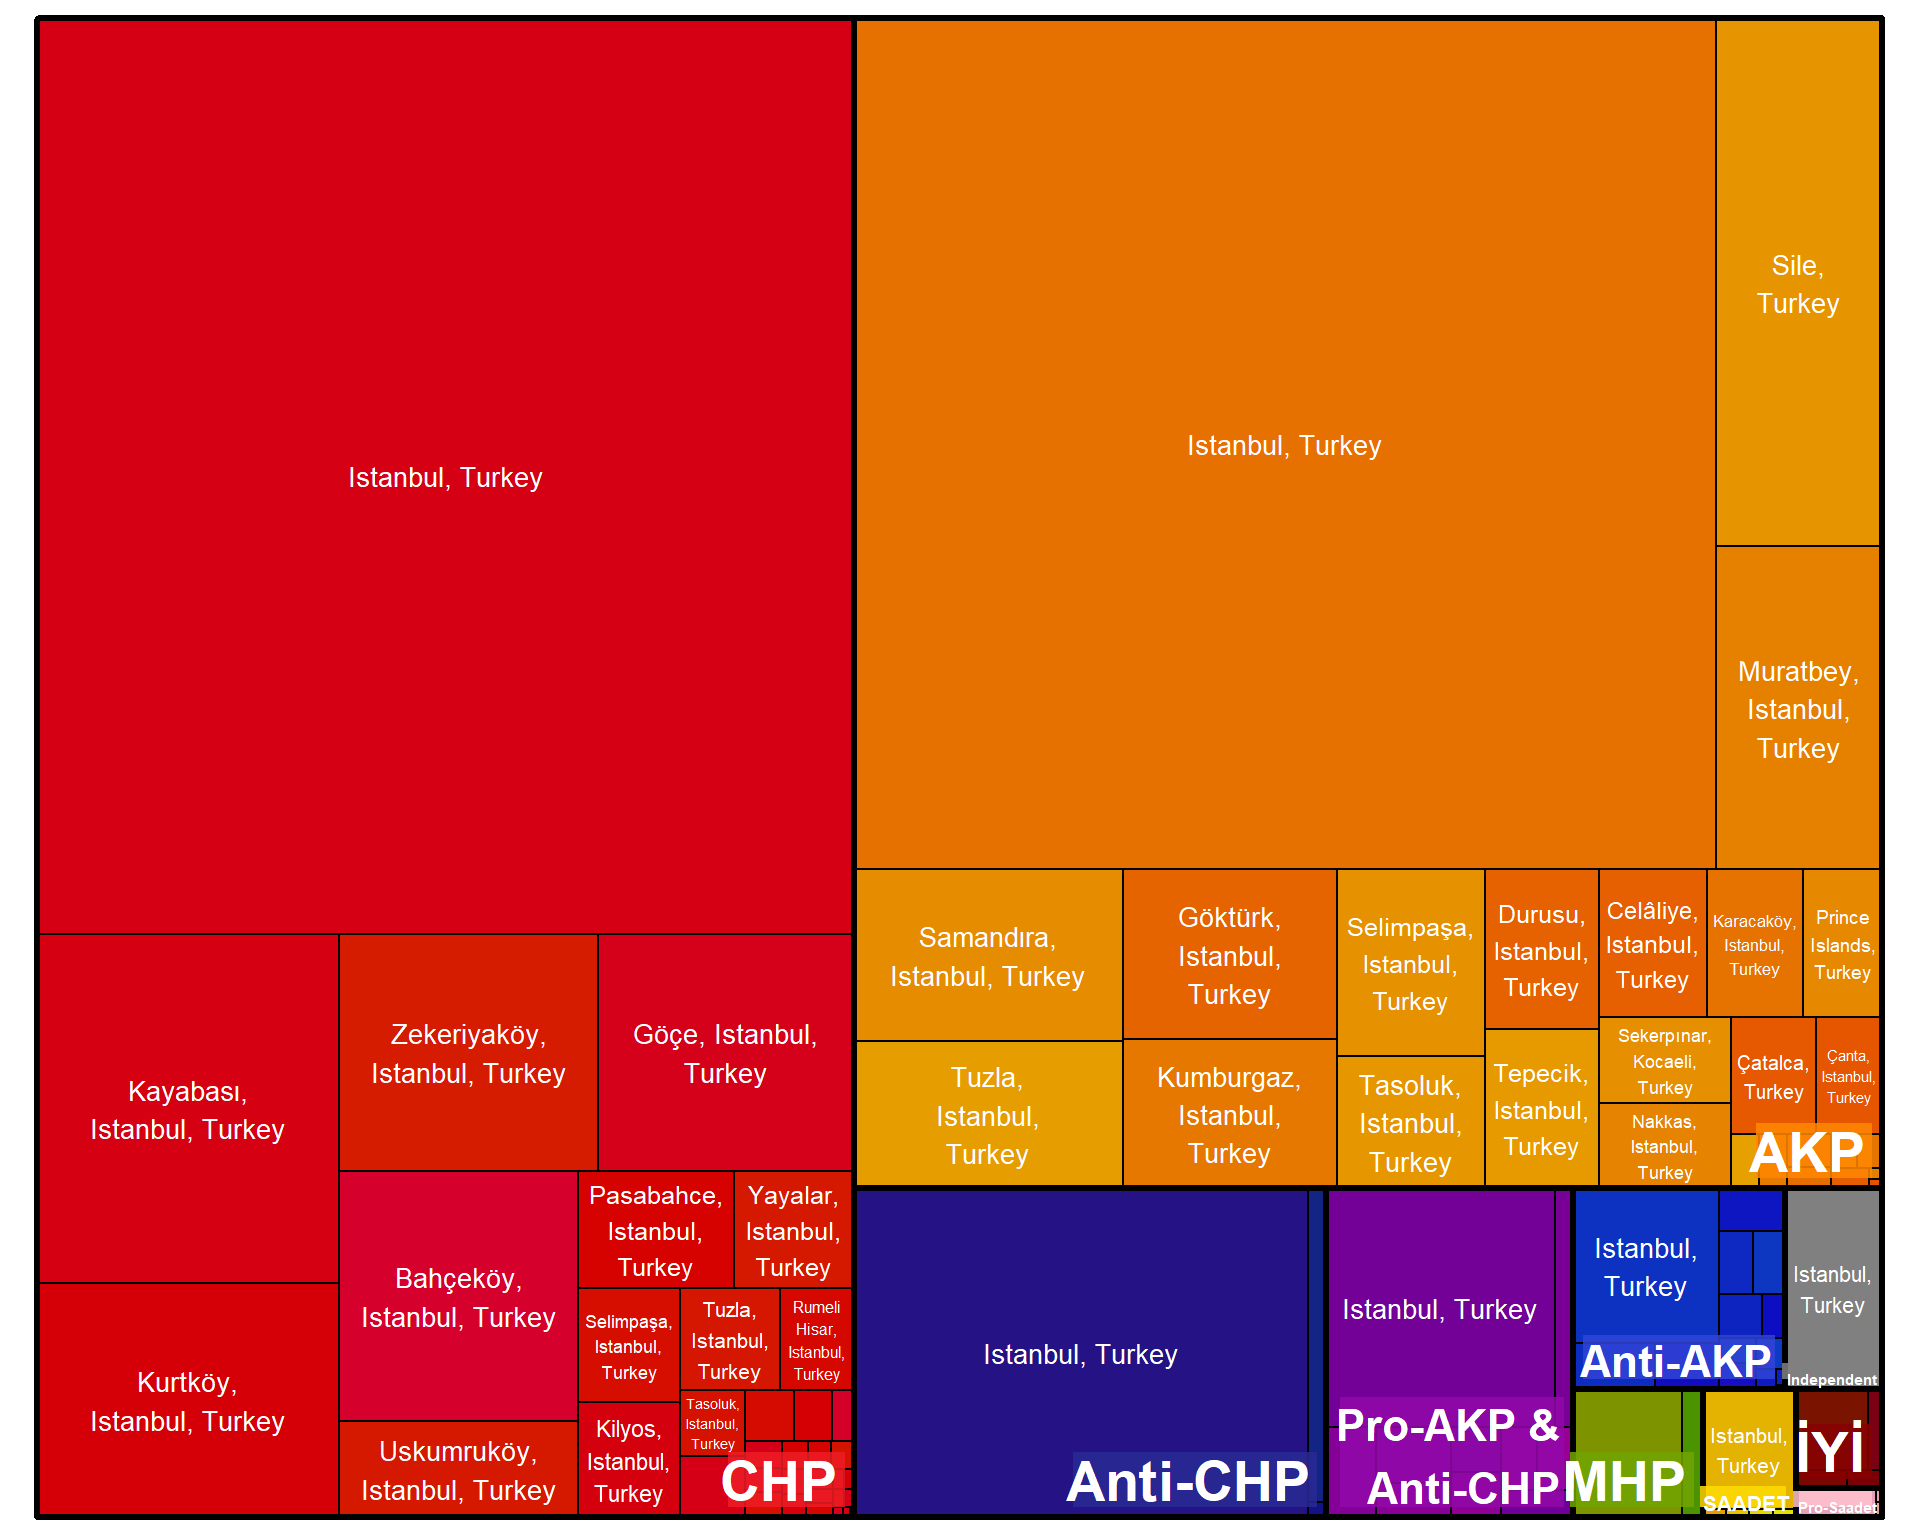 Istanbul, Turkey
Kayabası,
Istanbul, Turkey
Kurtköy,
Istanbul, Turkey
Zekeriyaköy,
Istanbul, Turkey
Göçe, Istanbul,
Turkey
Bahçeköy,
Istanbul, Turkey
Uskumruköy,
Istanbul, Turkey
Pasabahce,
Istanbul,
Turkey
Yayalar,
Istanbul,
Turkey
Selimpaşa,
Istanbul,
Turkey
Tuzla,
Istanbul,
Turkey
Rumeli
Hisar,
Istanbul,
Turkey
Kilyos,
Istanbul,
Turkey
Tasoluk,
Istanbul,
Turkey
CHP
Istanbul, Turkey
Sile,
Turkey
Muratbey,
Istanbul,
Turkey
Samandıra,
Istanbul, Turkey
Tuzla,
Istanbul,
Turkey
Göktürk,
Istanbul,
Turkey
Kumburgaz,
Istanbul,
Turkey
Selimpaşa,
Istanbul,
Turkey
Tasoluk,
Istanbul,
Turkey
Durusu,
Istanbul,
Turkey
Tepecik,
Istanbul,
Turkey
Celâliye,
Istanbul,
Turkey
Karacaköy,
Istanbul,
Turkey
Prince
Islands,
Turkey
Sekerpınar,
Kocaeli,
Turkey
Nakkas,
Istanbul,
Turkey
Çatalca,
Turkey
Çanta,
Istanbul,
Turkey
AKP
Istanbul, Turkey
Anti-CHP
Istanbul, Turkey
Pro-AKP &
Anti-CHP
Istanbul,
Turkey
Anti-AKP
Istanbul,
Turkey
Independent
MHP
Istanbul,
Turkey
SAADET
İYİ
Pro-Saadet